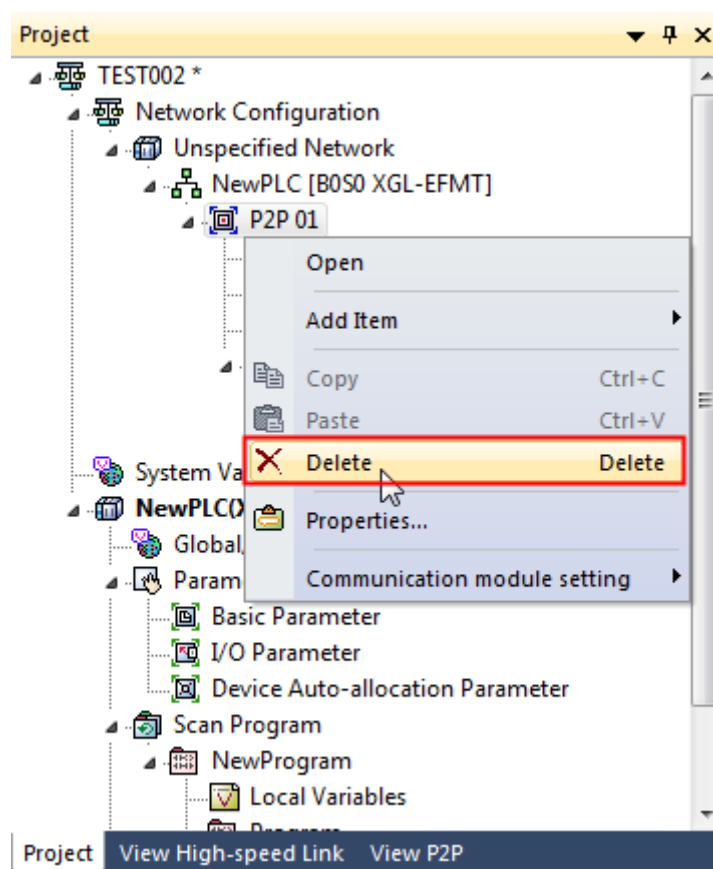 Project
TEST002 *
Network Configuration
Unspecified Network
NewPLC [B0S0 XGL-EFMT]
P2P 01
Open
Add Item
Copy Ctrl+C
Paste Ctrl+V
Delete Delete
Properties...
Communication module setting
System Va
NewPLC(
Global
Param
Basic Parameter
I/O Parameter
Device Auto-allocation Parameter
Scan Program
NewProgram
Local Variables
Project View High-speed Link View P2P